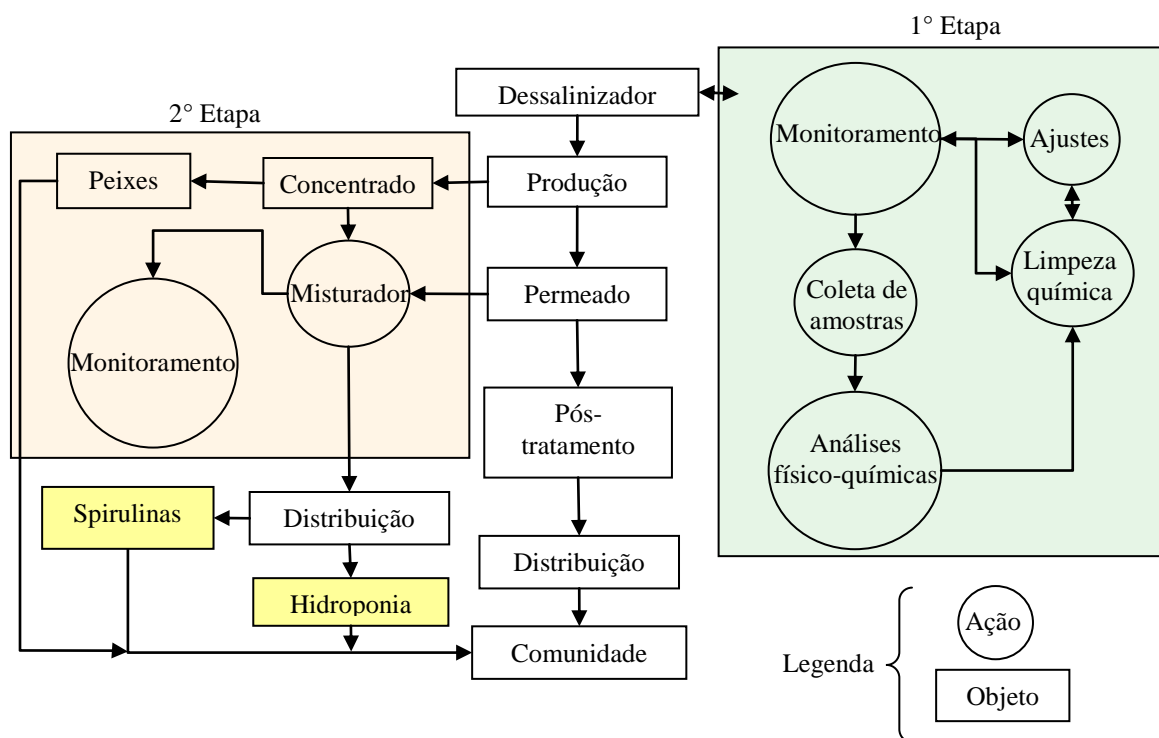 1° Etapa
Dessalinizador
2° Etapa
Monitoramento
Ajustes
Peixes
Concentrado
Produção
Limpeza
química
Misturador
Permeado
Coleta de
amostras
Monitoramento
Pós-
tratamento
Análises
físico-químicas
Spirulinas
Distribuição
Distribuição
Hidroponia
Comunidade
Legenda
Ação
Objeto